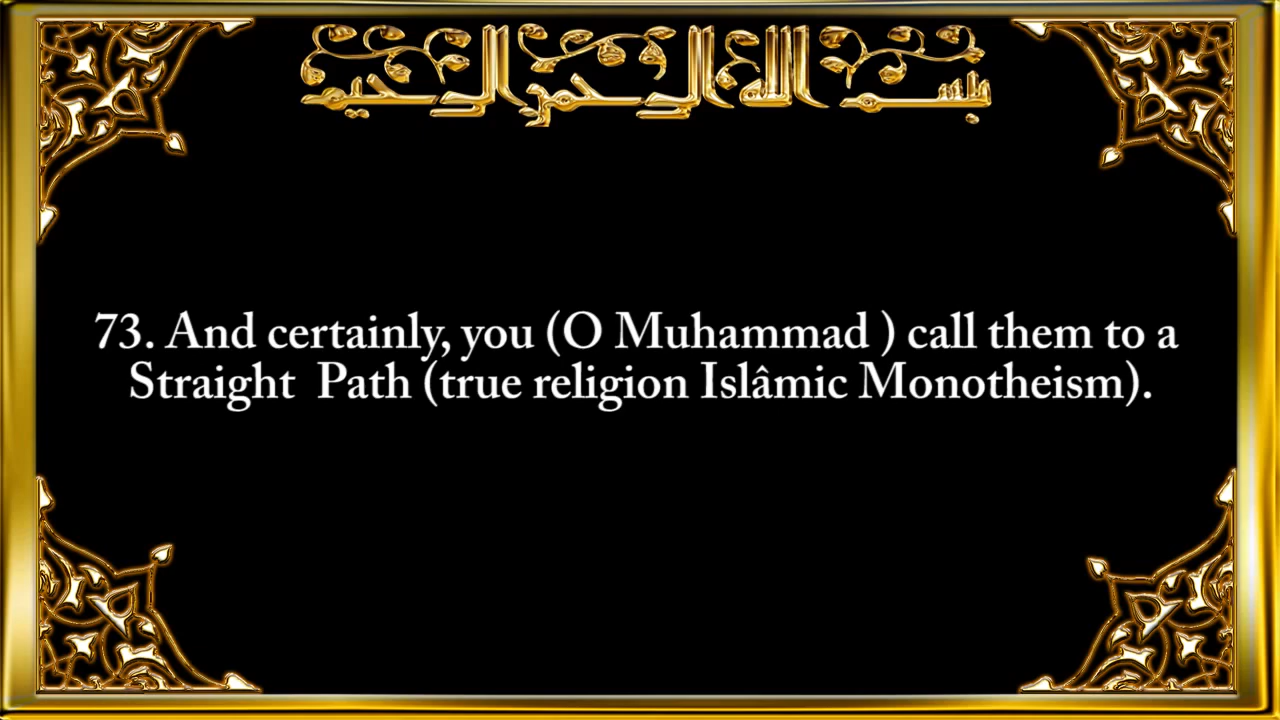 بسم الله الرحمن الرحيم
73. And certainly, you (O Muhammad ) call them to a
Straight  Path (true religion Islâmic Monotheism).